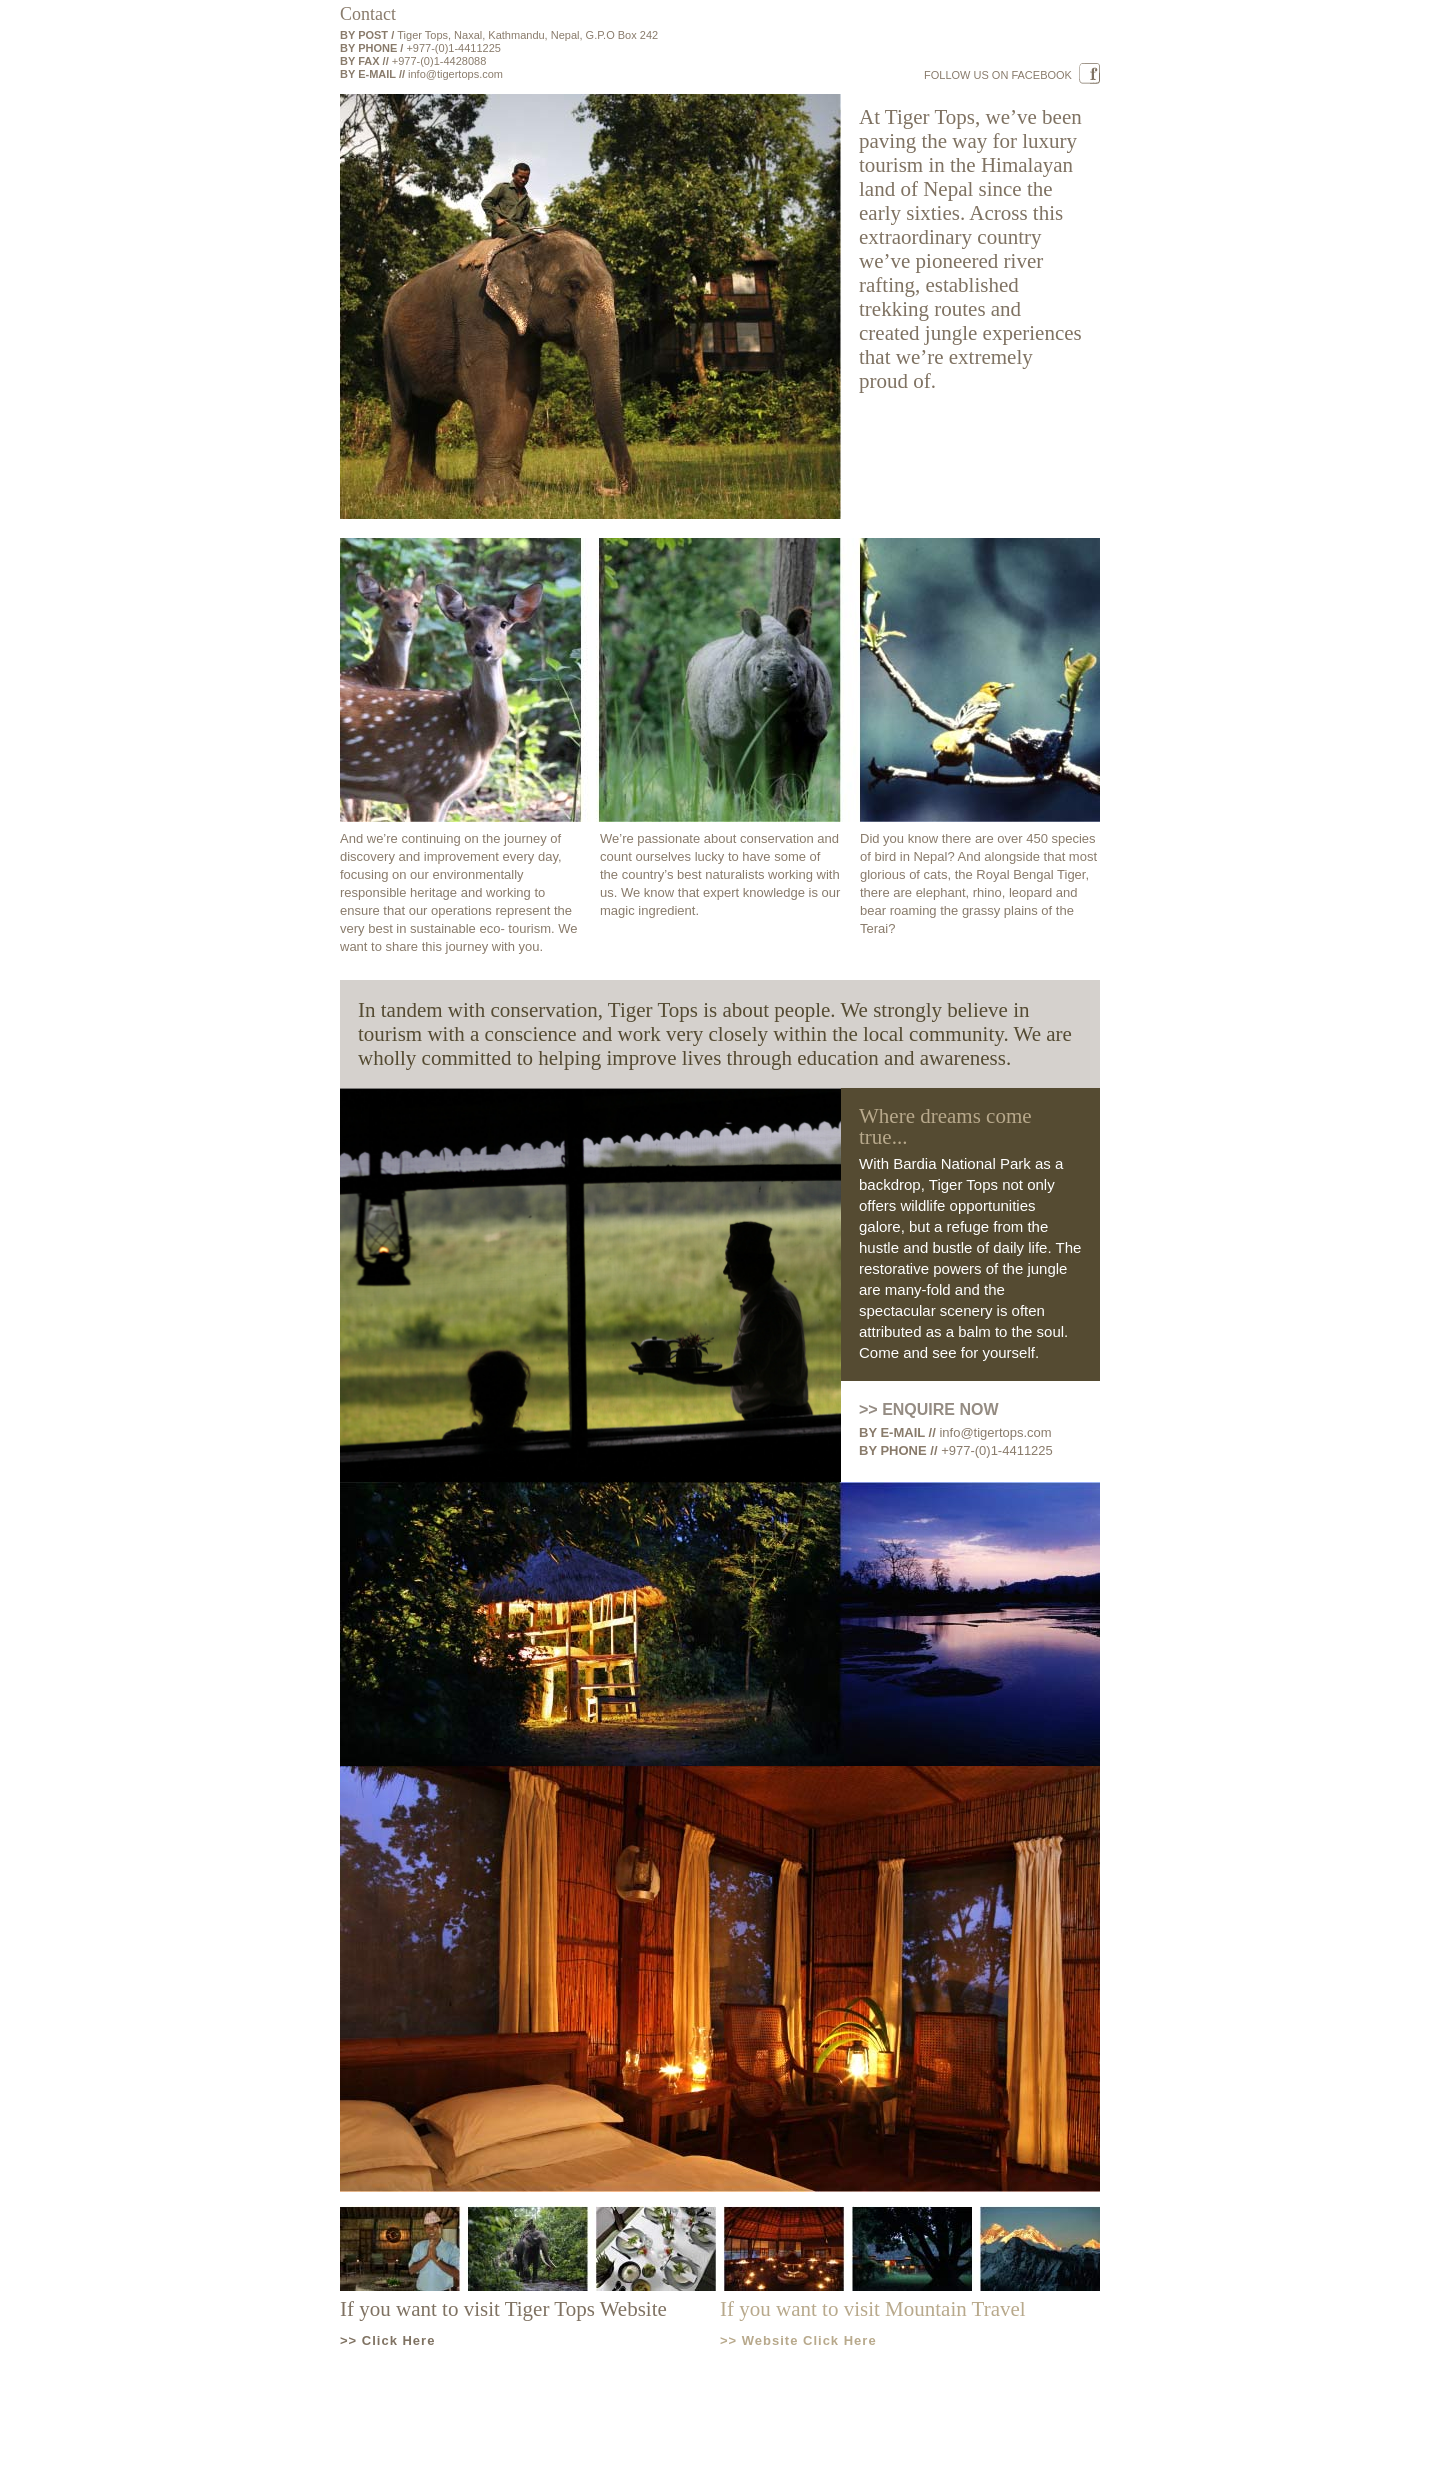 Contact
BY POST / Tiger Tops, Naxal, Kathmandu, Nepal, G.P.O Box 242
BY PHONE / +977-(0)1-4411225
BY FAX // +977-(0)1-4428088
BY E-MAIL // info@tigertops.com
FOLLOW US ON FACEBOOK f
At Tiger Tops, we’ve been
paving the way for luxury
tourism in the Himalayan
land of Nepal since the
early sixties. Across this
extraordinary country
we’ve pioneered river
rafting, established
trekking routes and
created jungle experiences
that we’re extremely
proud of.
And we’re continuing on the journey of
discovery and improvement every day,
focusing on our environmentally
responsible heritage and working to
ensure that our operations represent the
very best in sustainable eco- tourism. We
want to share this journey with you.
We’re passionate about conservation and
count ourselves lucky to have some of
the country’s best naturalists working with
us. We know that expert knowledge is our
magic ingredient.
Did you know there are over 450 species
of bird in Nepal? And alongside that most
glorious of cats, the Royal Bengal Tiger,
there are elephant, rhino, leopard and
bear roaming the grassy plains of the
Terai?
In tandem with conservation, Tiger Tops is about people. We strongly believe in
tourism with a conscience and work very closely within the local community. We are
wholly committed to helping improve lives through education and awareness.
Where dreams come
true...
With Bardia National Park as a
backdrop, Tiger Tops not only
offers wildlife opportunities
galore, but a refuge from the
hustle and bustle of daily life. The
restorative powers of the jungle
are many-fold and the
spectacular scenery is often
attributed as a balm to the soul.
Come and see for yourself.
>> ENQUIRE NOW
BY E-MAIL // info@tigertops.com
BY PHONE // +977-(0)1-4411225
If you want to visit Tiger Tops Website
>> Click Here
If you want to visit Mountain Travel
>> Website Click Here